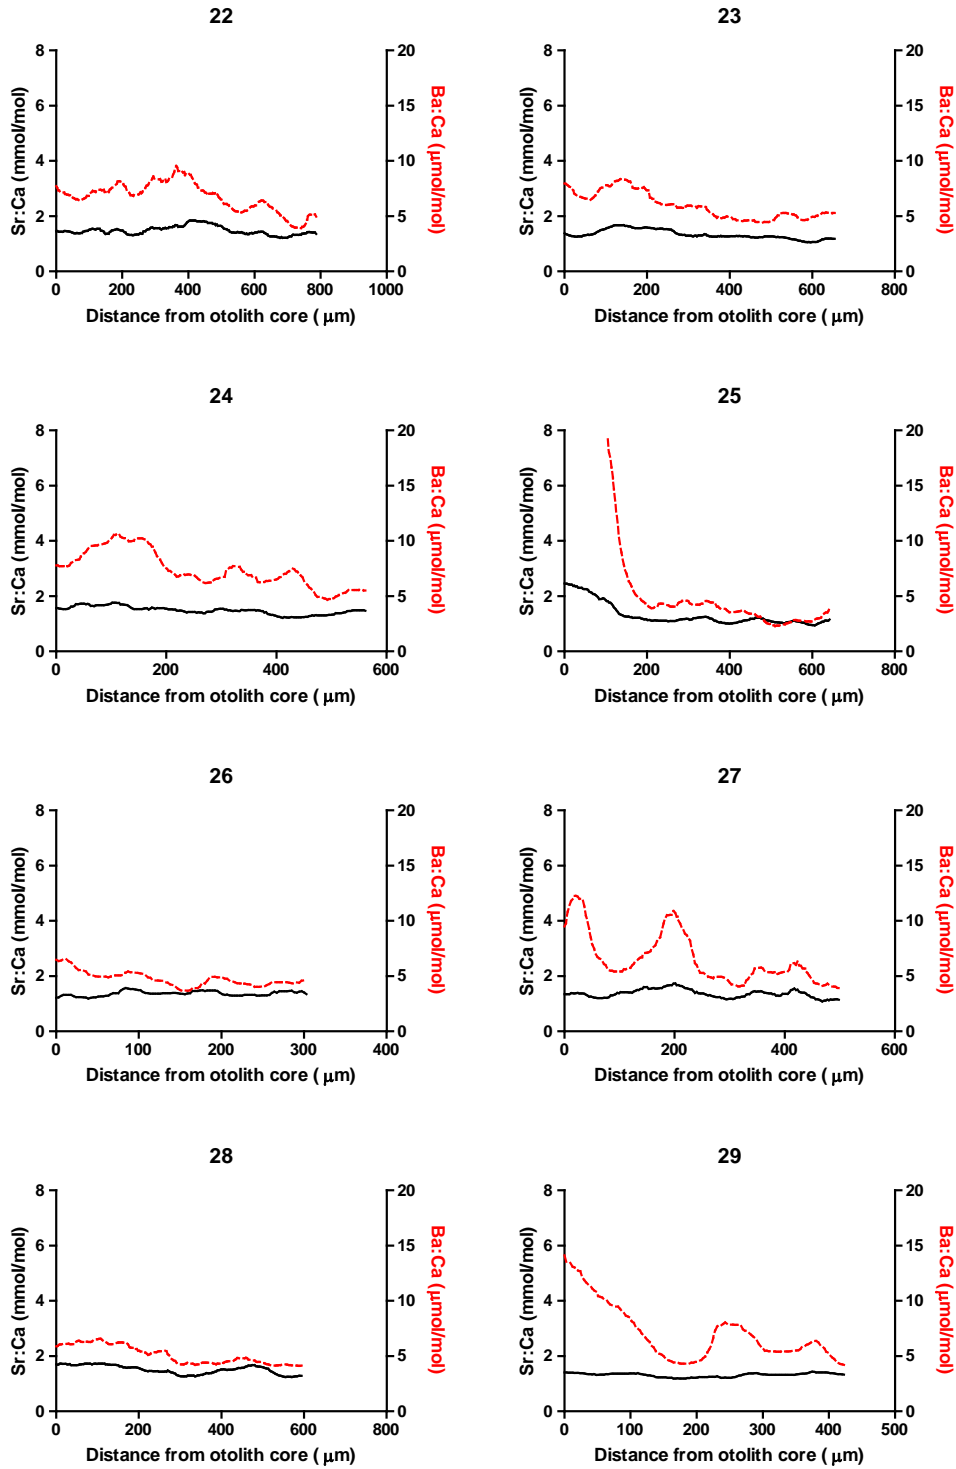 22
8
6
4
2
0
Sr:Ca (mmol/mol)
20
15
10
5
0
Ba:Ca (μmol/mol)
0 200 400 600 800 1000
Distance from otolith core ( μm)
23
8
6
4
2
0
Sr:Ca (mmol/mol)
20
15
10
5
0
Ba:Ca (μmol/mol)
0 200 400 600 800
Distance from otolith core ( μm)
24
8
6
4
2
0
Sr:Ca (mmol/mol)
20
15
10
5
0
Ba:Ca (μmol/mol)
0 200 400 600
Distance from otolith core ( μm)
25
8
6
4
2
0
Sr:Ca (mmol/mol)
20
15
10
5
0
Ba:Ca (μmol/mol)
0 200 400 600 800
Distance from otolith core ( μm)
26
8
6
4
2
0
Sr:Ca (mmol/mol)
20
15
10
5
0
Ba:Ca (μmol/mol)
0 100 200 300 400
Distance from otolith core ( μm)
27
8
6
4
2
0
Sr:Ca (mmol/mol)
20
15
10
5
0
Ba:Ca (μmol/mol)
0 200 400 600
Distance from otolith core ( μm)
28
8
6
4
2
0
Sr:Ca (mmol/mol)
20
15
10
5
0
Ba:Ca (μmol/mol)
0 200 400 600 800
Distance from otolith core ( μm)
29
8
6
4
2
0
Sr:Ca (mmol/mol)
20
15
10
5
0
Ba:Ca (μmol/mol)
0 100 200 300 400 500
Distance from otolith core ( μm)